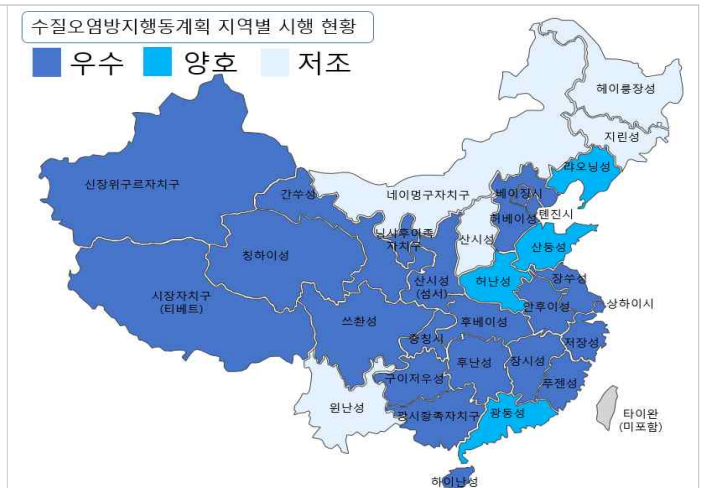 수질오염방지행동계획 지역별 시행 현황
우수 양호 저조
헤이룽장성
지린성
랴오닝성
신장위구르자치구
간쑤성
네이멍구자치구
베이징시
허베이성
톈진시
닝샤후이족
자치구
산시성
산둥성
칭하이성
산시성
(섬서)
허난성
장쑤성
시장자치구
(티베트)
안후이성
상하이시
쓰촨성
후베이성
충칭시
저장성
후난성
장시성
구이저우성
푸젠성
윈난성
광시좡족자치구
광둥성
타이완
(미포함)
하이난성